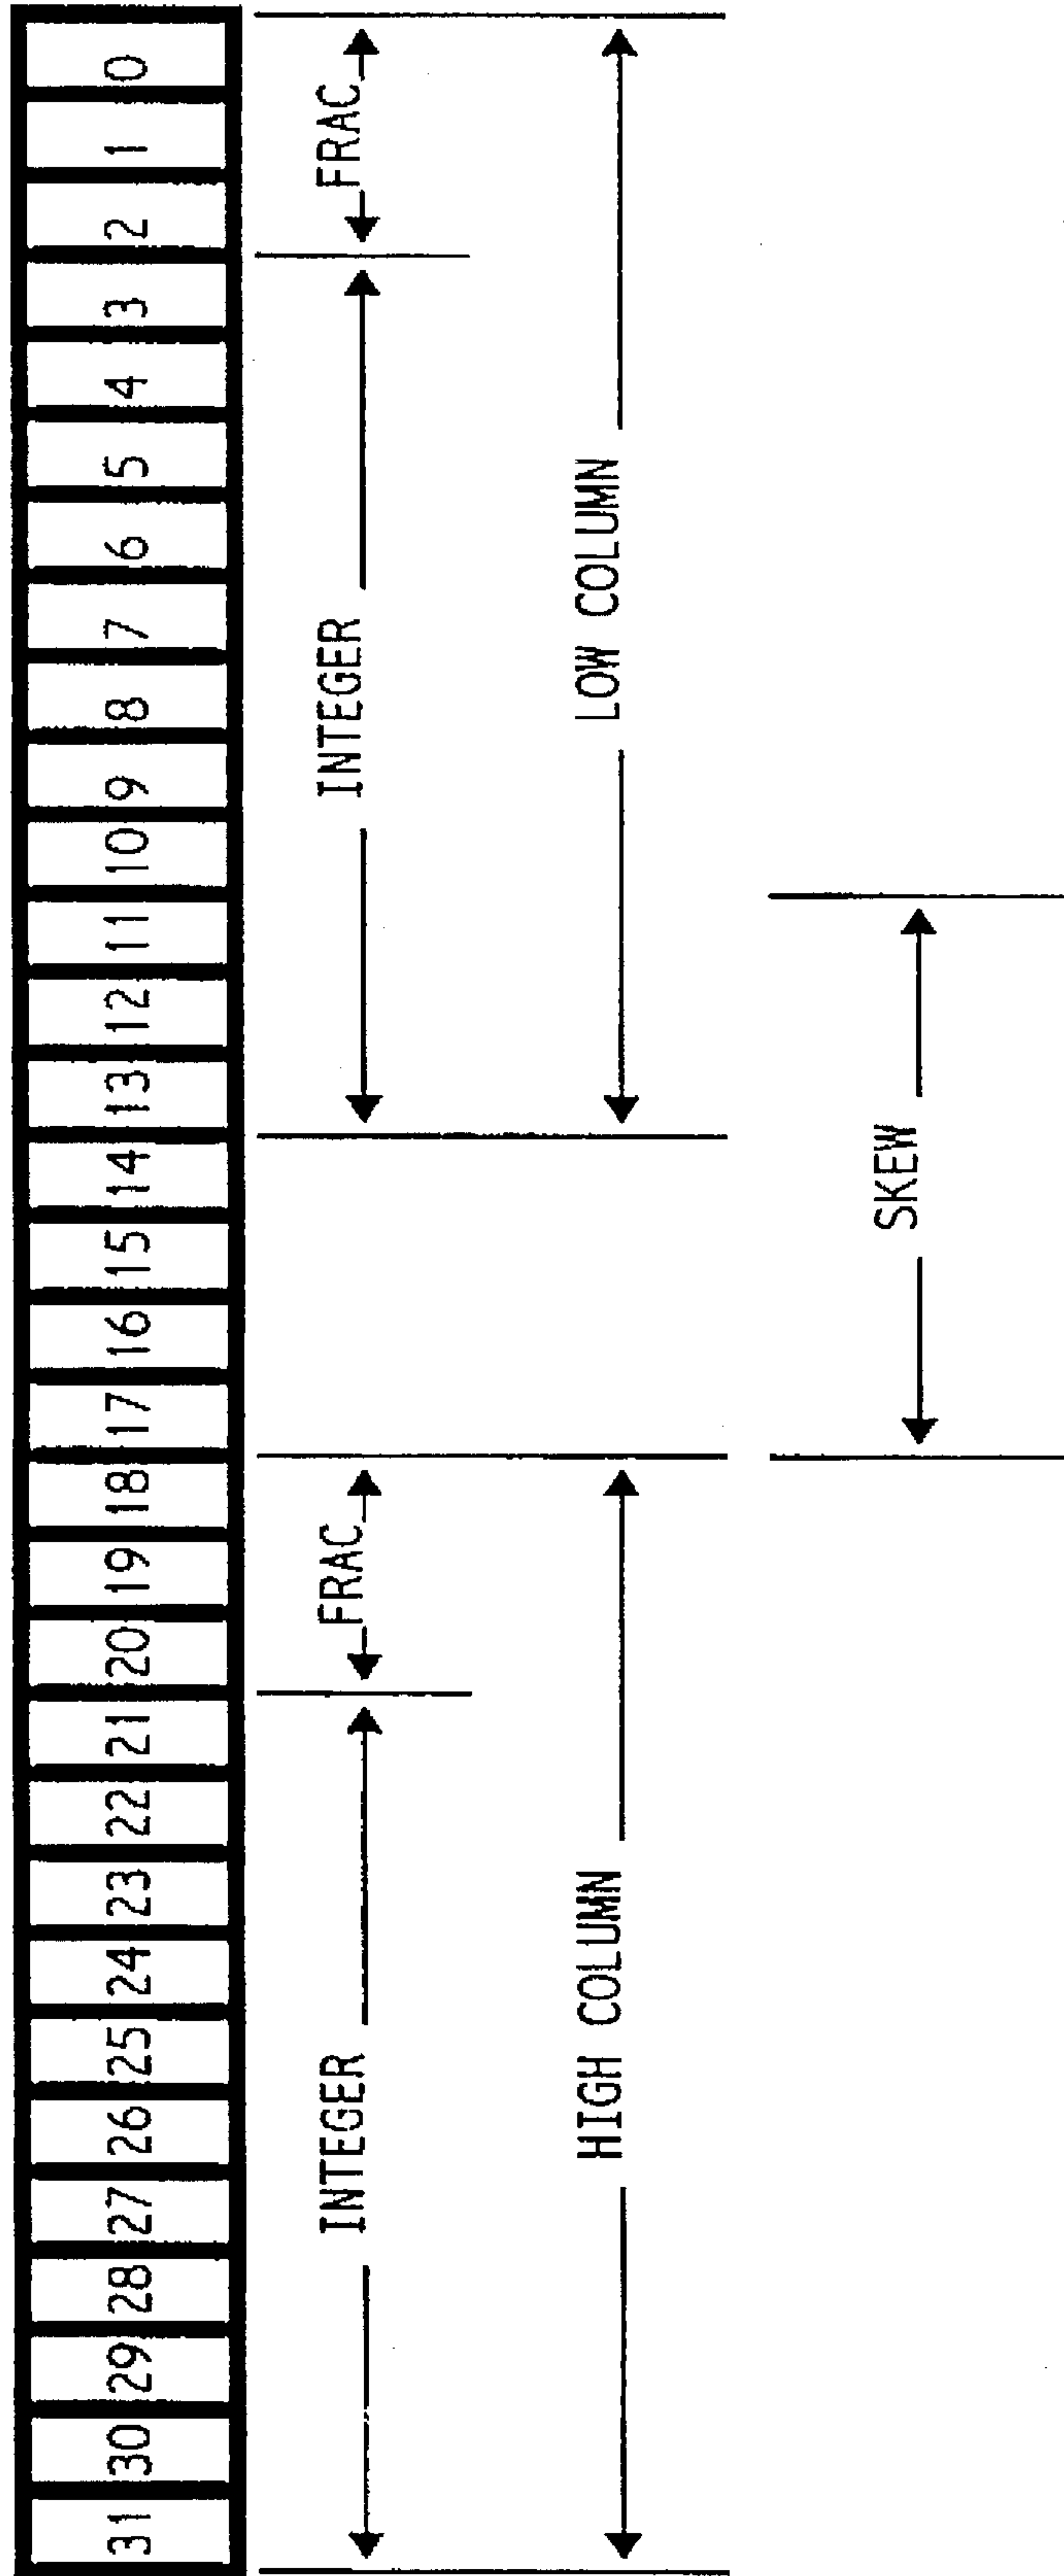 31 30 29 28 27 26 25 24 23 22 21 20 19 18 17 16 15 14 13 12 11 10 9 8 7 6 5 4 3 2 1 0
INTEGER FRAC INTEGER FRAC
HIGH COLUMN LOW COLUMN
SKEW